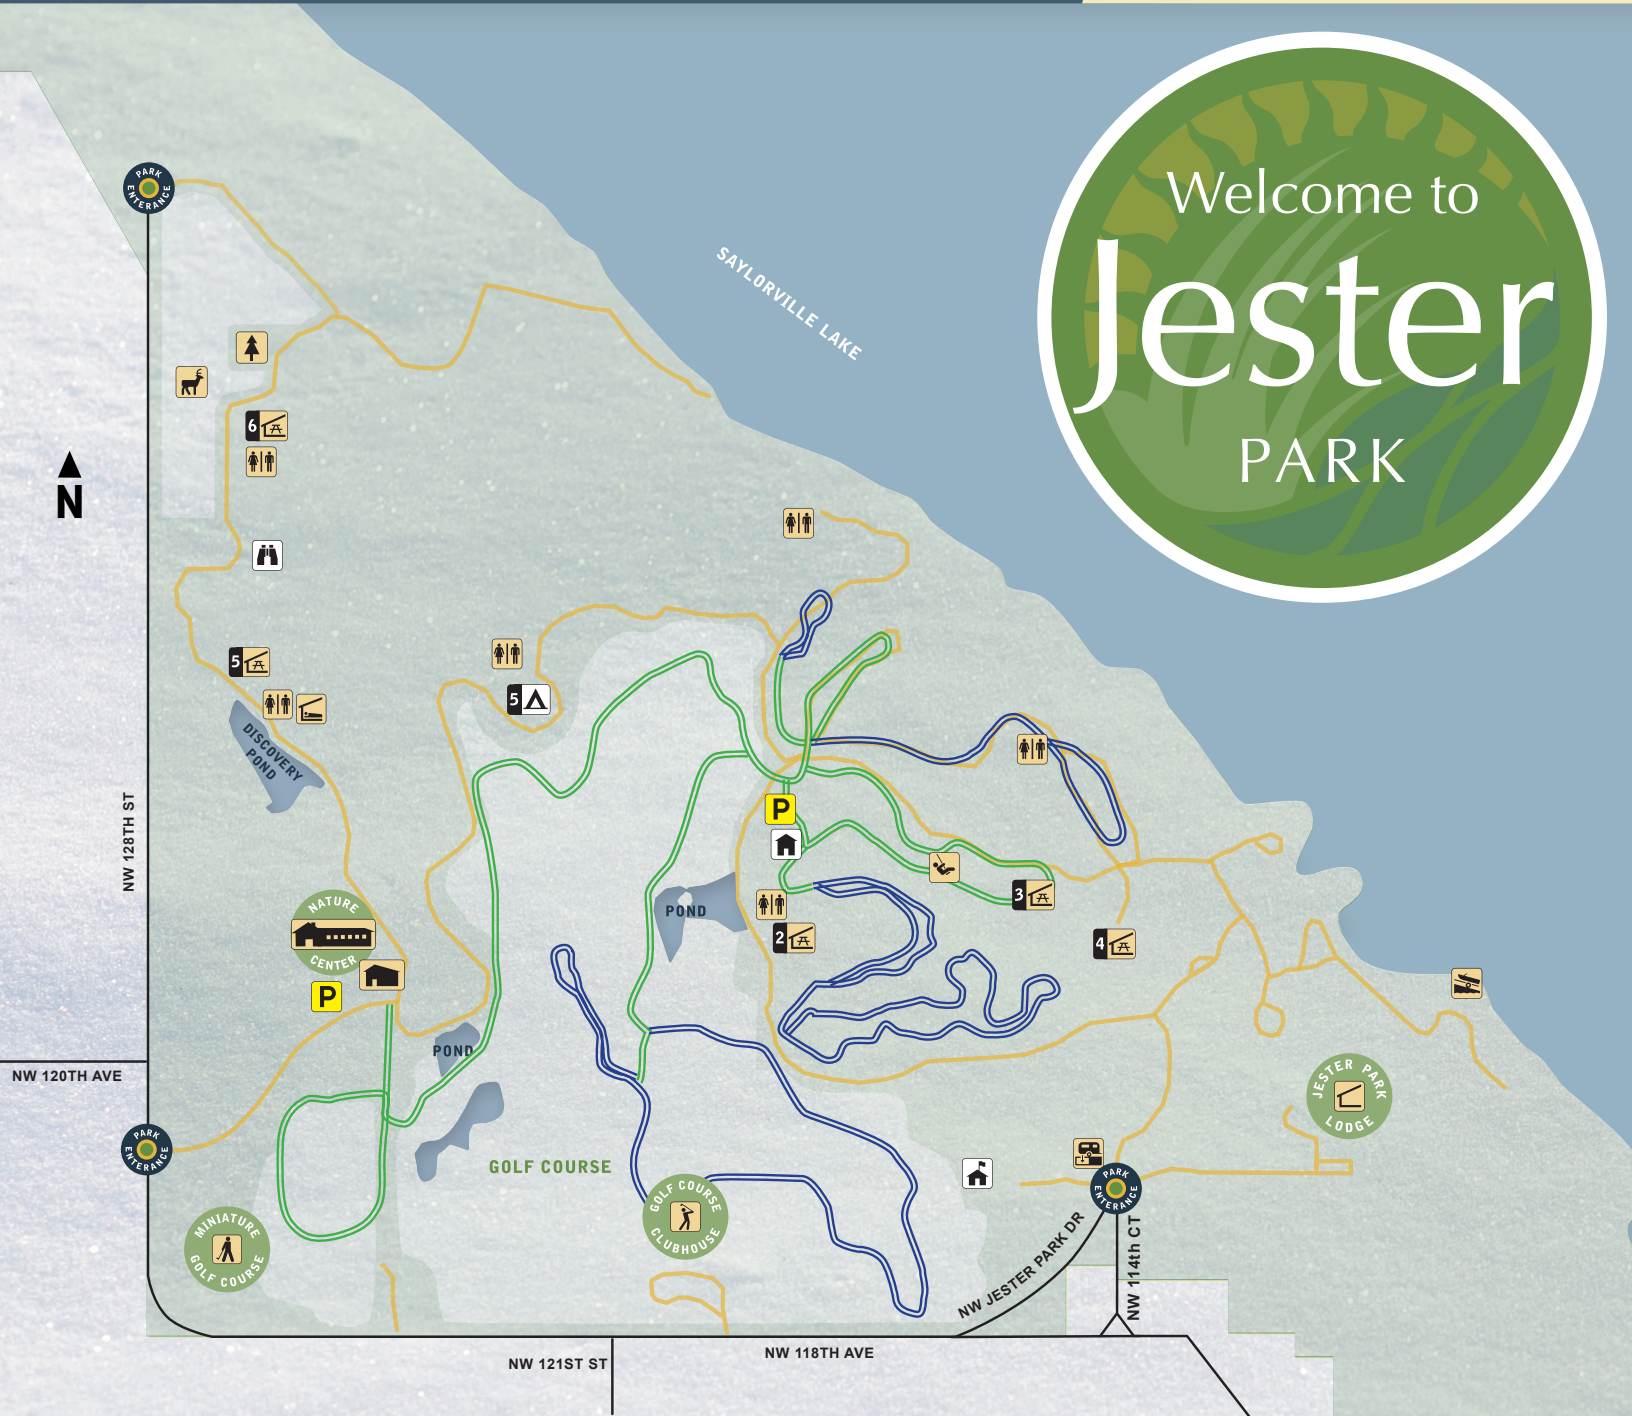 Welcome to
Jester
PARK
SAYLORVILLE LAKE
PARK
ENTERANCE
6
N
5
5
DISCOVERY
POND
NW 128TH ST
P
3
POND
2
4
NATURE
CENTER
P
POND
NW 120TH AVE
PARK
ENTERANCE
JESTER PARK
LODGE
GOLF COURSE
PARK
ENTERANCE
GOLF COURSE
CLUBHOUSE
MINIATURE
GOLF COURSE
NW JESTER PARK DR
NW 114th CT
NW 121ST ST
NW 118TH AVE